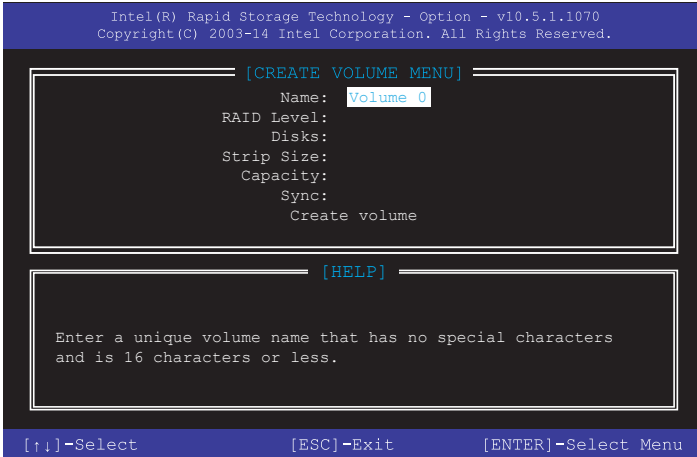 Intel(R) Rapid Storage Technology - Option - v10.5.1.1070
Copyright(C) 2003-14 Intel Corporation. All Rights Reserved.
[CREATE VOLUME MENU]
Name: Volume 0
RAID Level:
Disks:
Strip Size:
Capacity:
Sync:
Create volume
[HELP]
Enter a unique volume name that has no special characters
and is 16 characters or less.
[↑↓]-Select [ESC]-Exit [ENTER]-Select Menu